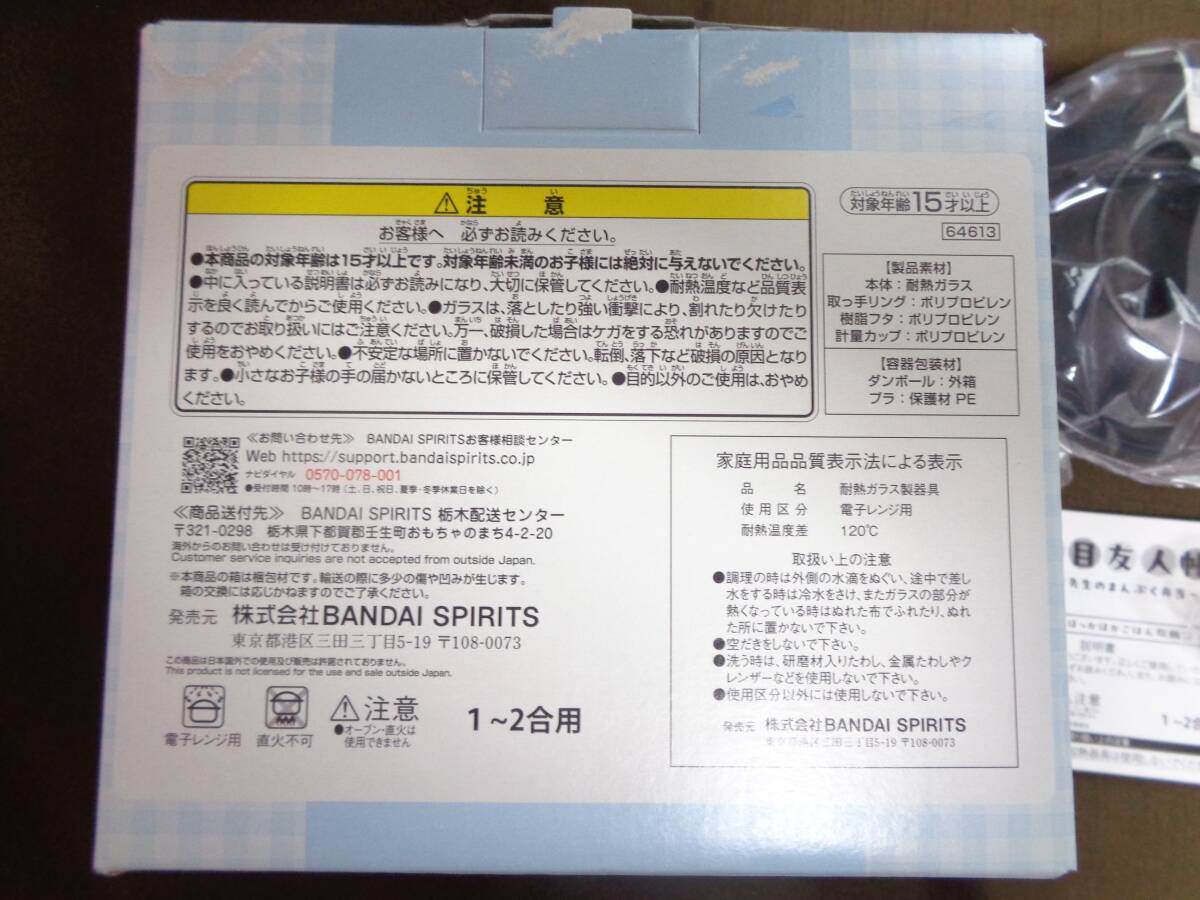 ⚠注 意
お客様へ 必ずお読みください。
●本商品の対象年齢は15才以上です。対象年齢未満のお子様には絶対に与えないでください。
●中に入っている説明書は必ずお読みになり、大切に保管してください。●耐熱温度など品質表
示を良く読んでからご使用ください。●ガラスは、落としたり強い衝撃により、割れたり欠けたり
するのでお取り扱いにはご注意ください。万一、破損した場合はケガをする恐れがありますのでご
使用をおやめください。●不安定な場所に置かないでください。転倒、落下など破損の原因となり
ます。●小さなお子様の手の届かないところに保管してください。●目的以外のご使用は、おやめ
ください。
対象年齢15才以上
64613
【製品素材】
本体:耐熱ガラス
取っ手リング:ポリプロピレン
樹脂フタ:ポリプロピレン
計量カップ:ポリプロピレン
【容器包装材】
ダンボール:外箱
プラ:保護材 PE
≪お問い合わせ先≫ BANDAI SPIRITSお客様相談センター
Web https://support.bandaispirits.co.jp
ナビダイヤル 0570-078-001
●受付時間 10時～17時(土、日、祝日、夏季・冬季休業日を除く)
≪商品送付先≫ BANDAI SPIRITS 栃木配送センター
〒321-0298 栃木県下都賀郡壬生町おもちゃのまち4-2-20
海外からのお問い合わせは受け付けておりません。
Customer service inquiries are not accepted from outside Japan.
※本商品の箱は梱包材です。輸送の際に多少の傷や凹みが生じます。
箱の交換には応じかねますのでご了承ください。
発売元 株式会社BANDAI SPIRITS
東京都港区三田三丁目5-19 〒108-0073
この商品は日本国外での使用及び販売は許諾されておりません。
This product is not licensed for the use and sale outside Japan.
電子レンジ用
直火不可
⚠注意
●オーブン・直火は
使用できません
1~2合用
家庭用品品質表示法による表示
品 名 耐熱ガラス製器具
使用区分 電子レンジ用
耐熱温度差 120℃
取扱い上の注意
●調理の時は外側の水滴をぬぐい、途中で差し
水をする時は冷水をさけ、またガラスの部分が
熱くなっている時はぬれた布でふれたり、ぬれ
た所に置かないで下さい。
●空だきをしないで下さい。
●洗う時は、研磨材入りたわし、金属たわしやク
レンザーなどを使用しないで下さい。
●使用区分以外には使用しないで下さい。
発売元 株式会社BANDAI SPIRITS
東京都港区三田三丁目5-19 〒108-0073
目友人帳
先生のまんぷく弁当
説明書
注意
1~2合